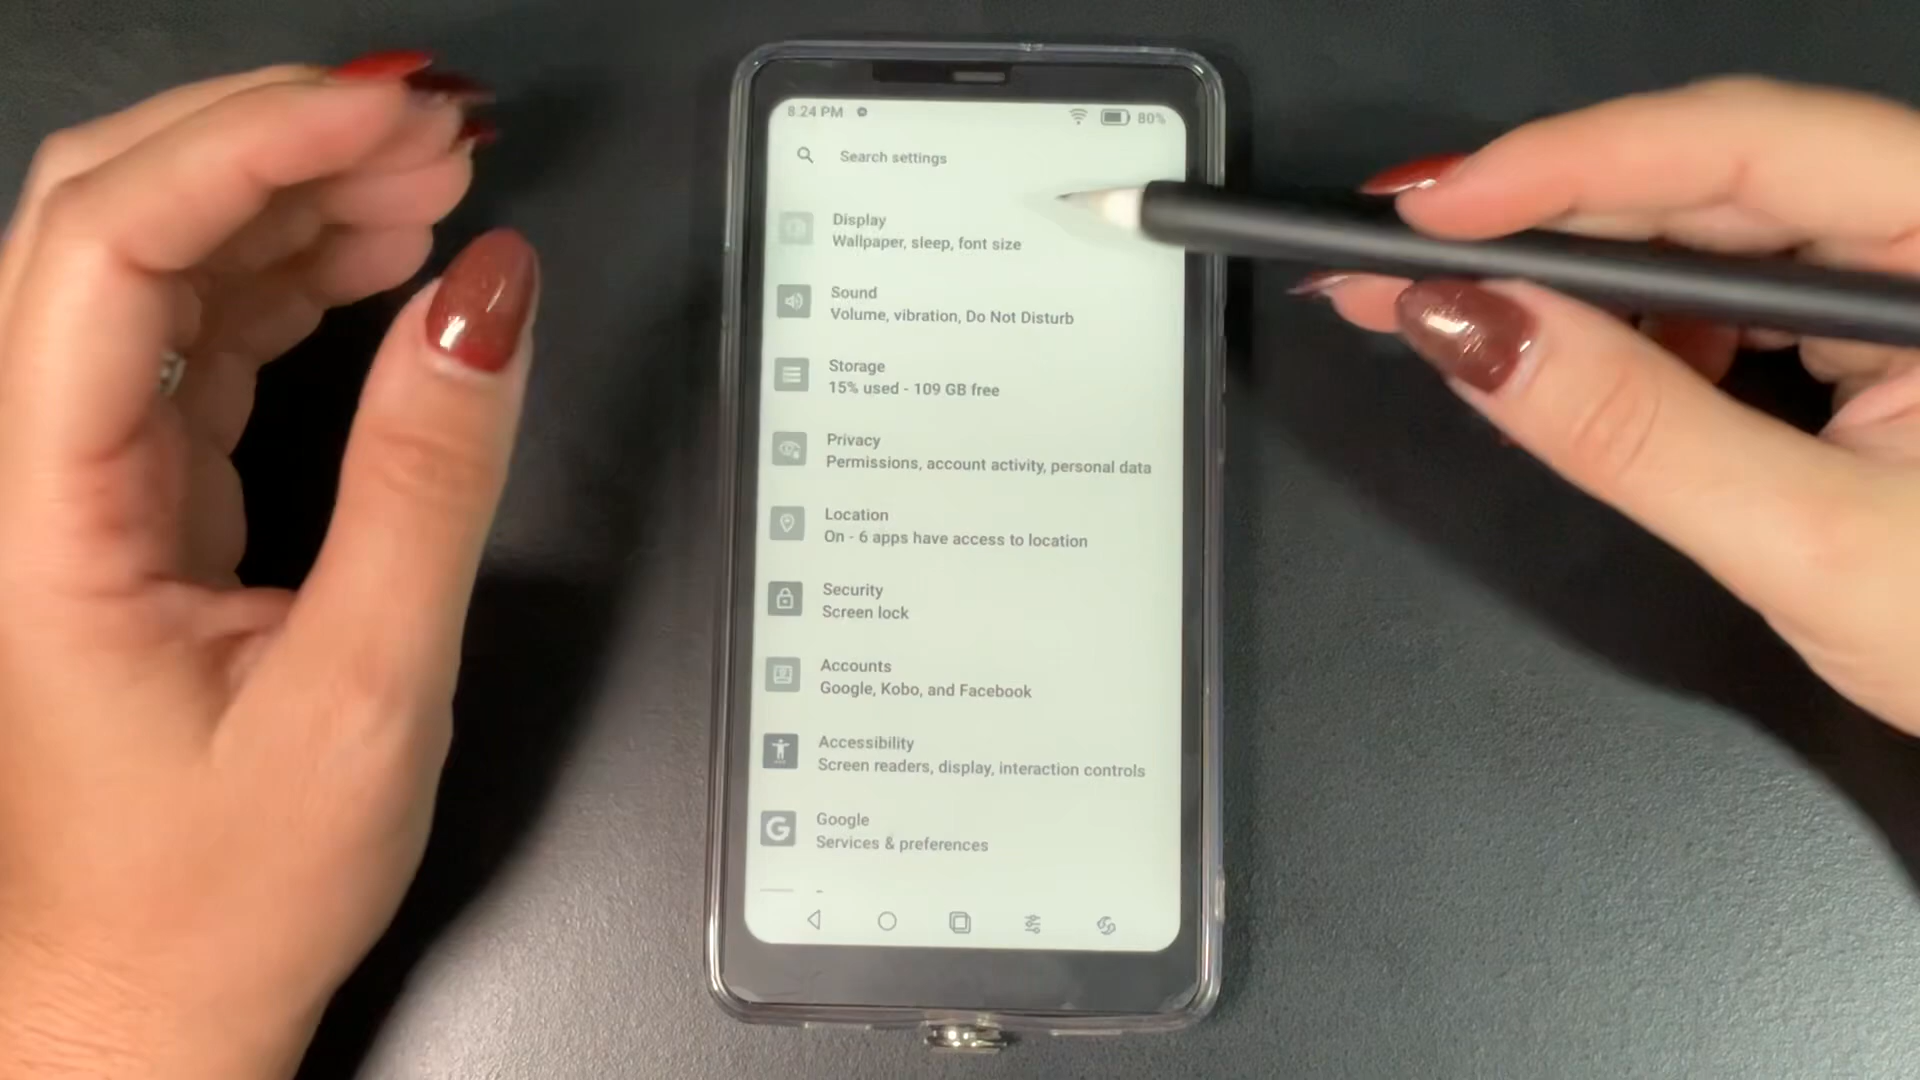 8:24 PM 80%
Search settings
Display
Wallpaper, sleep, font size
Sound
Volume, vibration, Do Not Disturb
Storage
15% used - 109 GB free
Privacy
Permissions, account activity, personal data
Location
On - 6 apps have access to location
Security
Screen lock
Accounts
Google, Kobo, and Facebook
Accessibility
Screen readers, display, interaction controls
G Google
Services & preferences